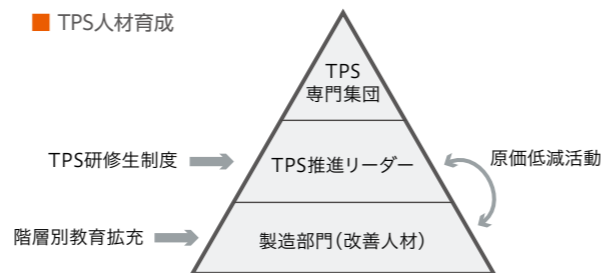 ■ TPS人材育成
TPS
専門集団
TPS研修生制度
TPS推進リーダー
原価低減活動
階層別教育拡充
製造部門(改善人材)